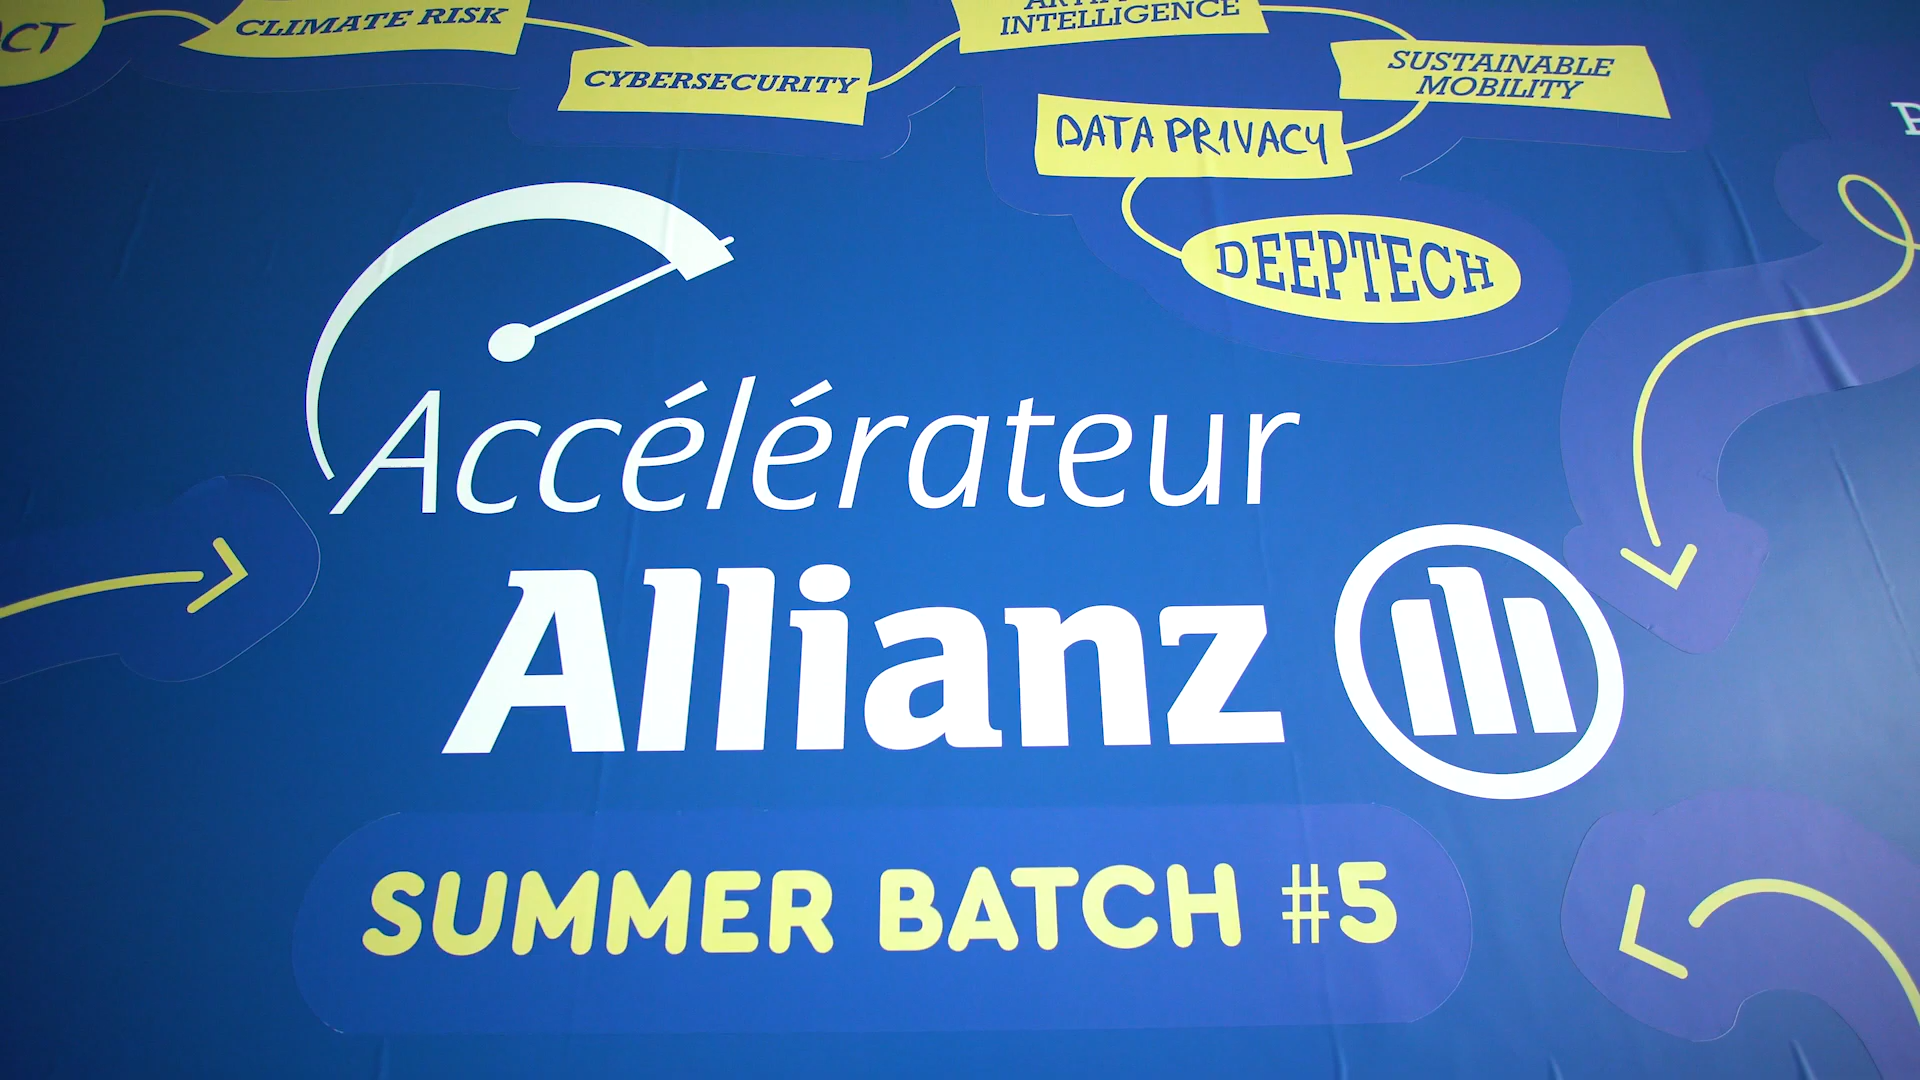 CLIMATE RISK
CYBERSECURITY
INTELLIGENCE
SUSTAINABLE
MOBILITY
DATA PRIVACY
DEEPTECH
Accélérateur
Allianz
SUMMER BATCH #5